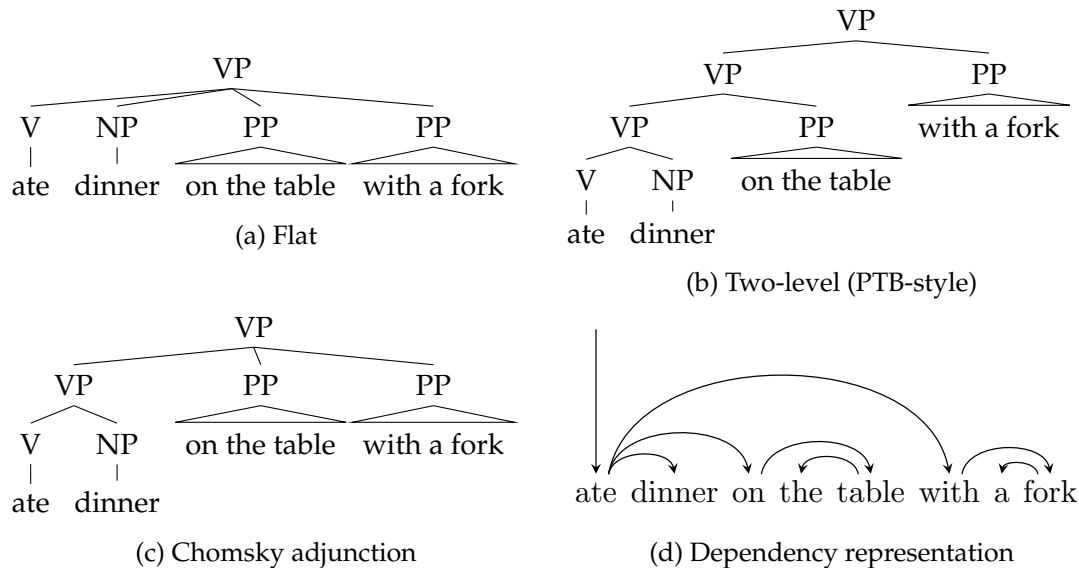 VP
V NP PP PP
ate dinner on the table with a fork
(a) Flat
VP
VP PP
VP PP with a fork
V NP on the table
ate dinner
(b) Two-level (PTB-style)
VP
VP PP PP
V NP on the table with a fork
ate dinner
(c) Chomsky adjunction
ate dinner on the table with a fork
(d) Dependency representation